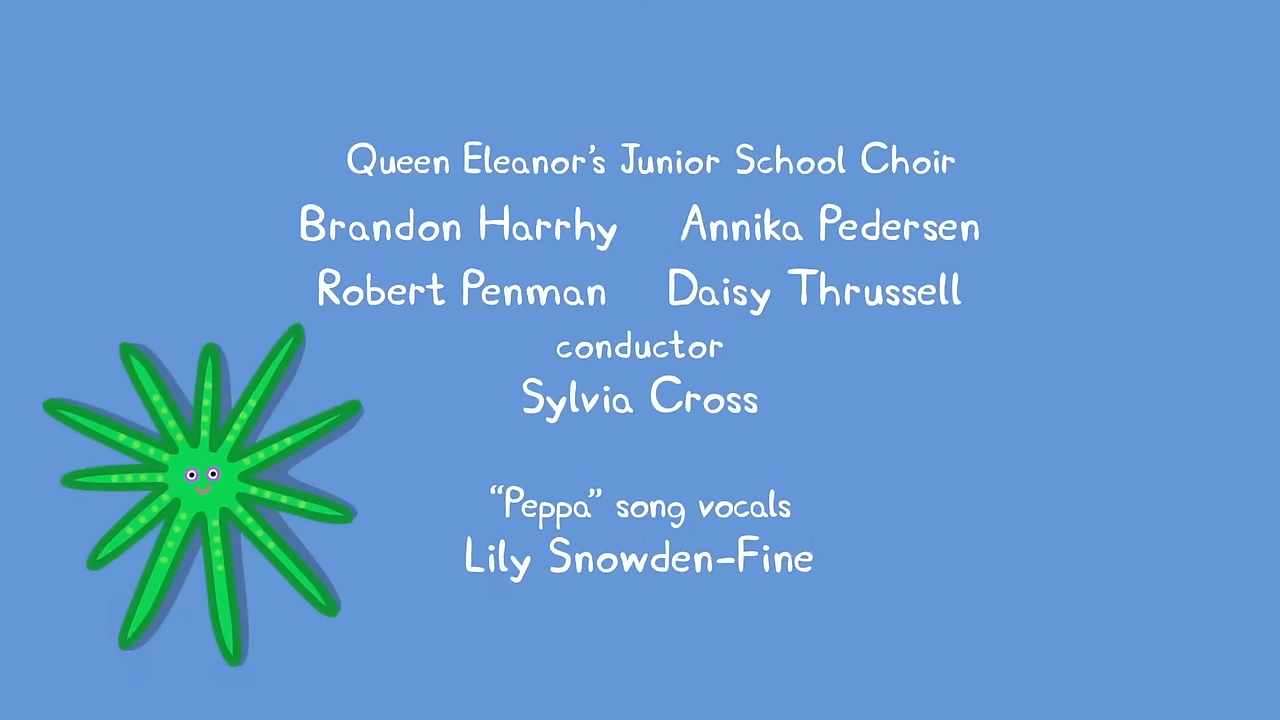 Queen Eleanor's Junior School Choir
Brandon Harrhy Annika Pedersen
Robert Penman Daisy Thrussell
conductor
Sylvia Cross
“Peppa” song vocals
Lily Snowden-Fine